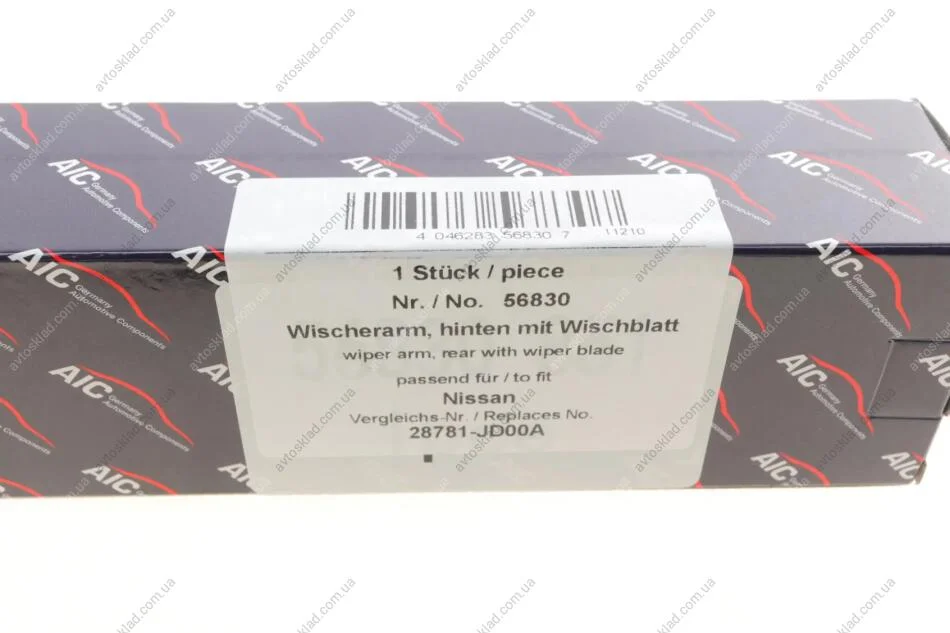 4 046283 56830 7
11210
1 Stück / piece
Nr. / No. 56830
Wischerarm, hinten mit Wischblatt
wiper arm, rear with wiper blade
passend für / to fit
Nissan
Vergleichs-Nr. / Replaces No.
28781-JD00A
AIC
Germany
Automotive Components
avtosklad.com.ua